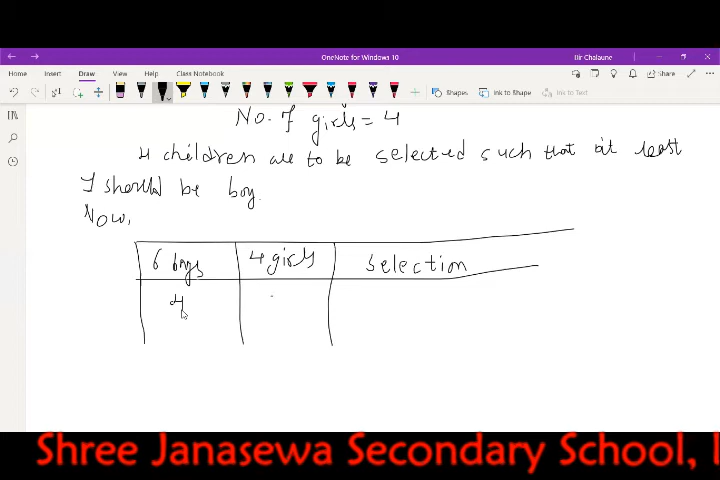 OneNote for Windows 10
Bir Chalaune
Home Insert Draw View Help Class Notebook
Share
Shapes Ink to Shape Ink to Text
No. of girls = 4
4 children are to be selected such that at least
1 should be boy.
Now,
6 boys 4 girls Selection
4
Shree Janasewa Secondary School,